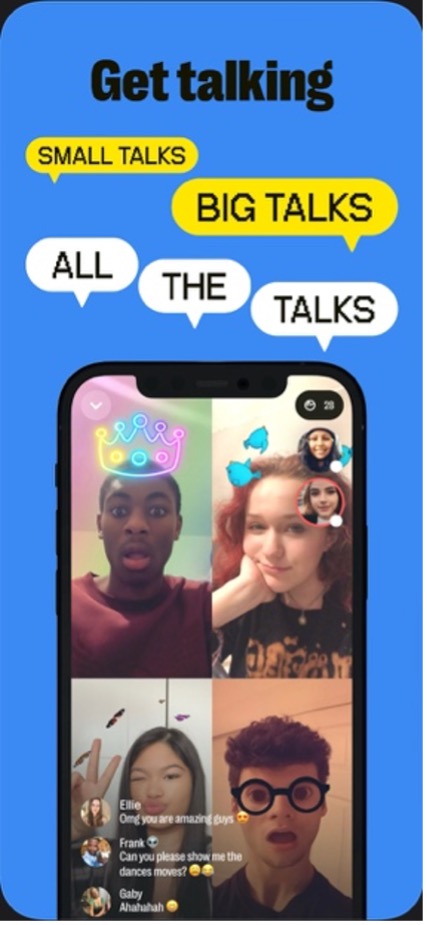 Get talking
SMALL TALKS
BIG TALKS
ALL
THE
TALKS
28
Ellie
Omg you are amazing guys 😍
Frank 👽
Can you please show me the
dances moves? 😄😂
Gaby
Ahahahah 😊